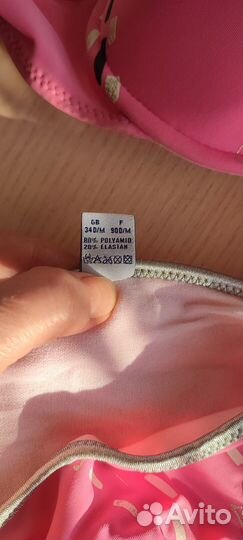 GB F
34D/M 90D/M
80% POLYAMID
20% ELASTAN
Avito